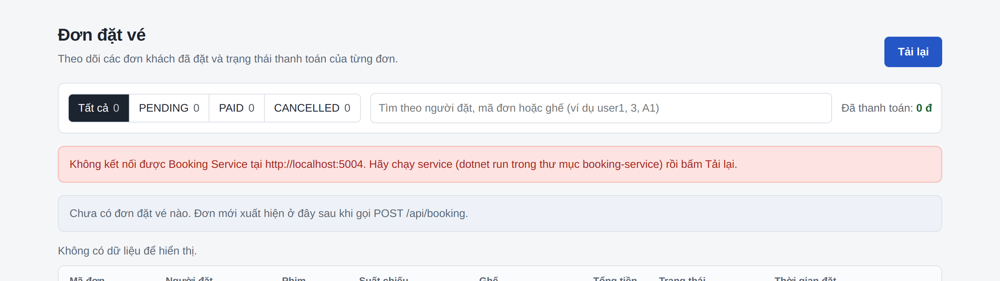 Đơn đặt vé
Theo dõi các đơn khách đã đặt và trạng thái thanh toán của từng đơn.
Tải lại
Tất cả 0 PENDING 0 PAID 0 CANCELLED 0 Tìm theo người đặt, mã đơn hoặc ghế (ví dụ user1, 3, A1) Đã thanh toán: 0 đ
Không kết nối được Booking Service tại http://localhost:5004. Hãy chạy service (dotnet run trong thư mục booking-service) rồi bấm Tải lại.
Chưa có đơn đặt vé nào. Đơn mới xuất hiện ở đây sau khi gọi POST /api/booking.
Không có dữ liệu để hiển thị.
Mã đơn Người đặt Phim Suất chiếu Ghế Tổng tiền Trạng thái Thời gian đặt